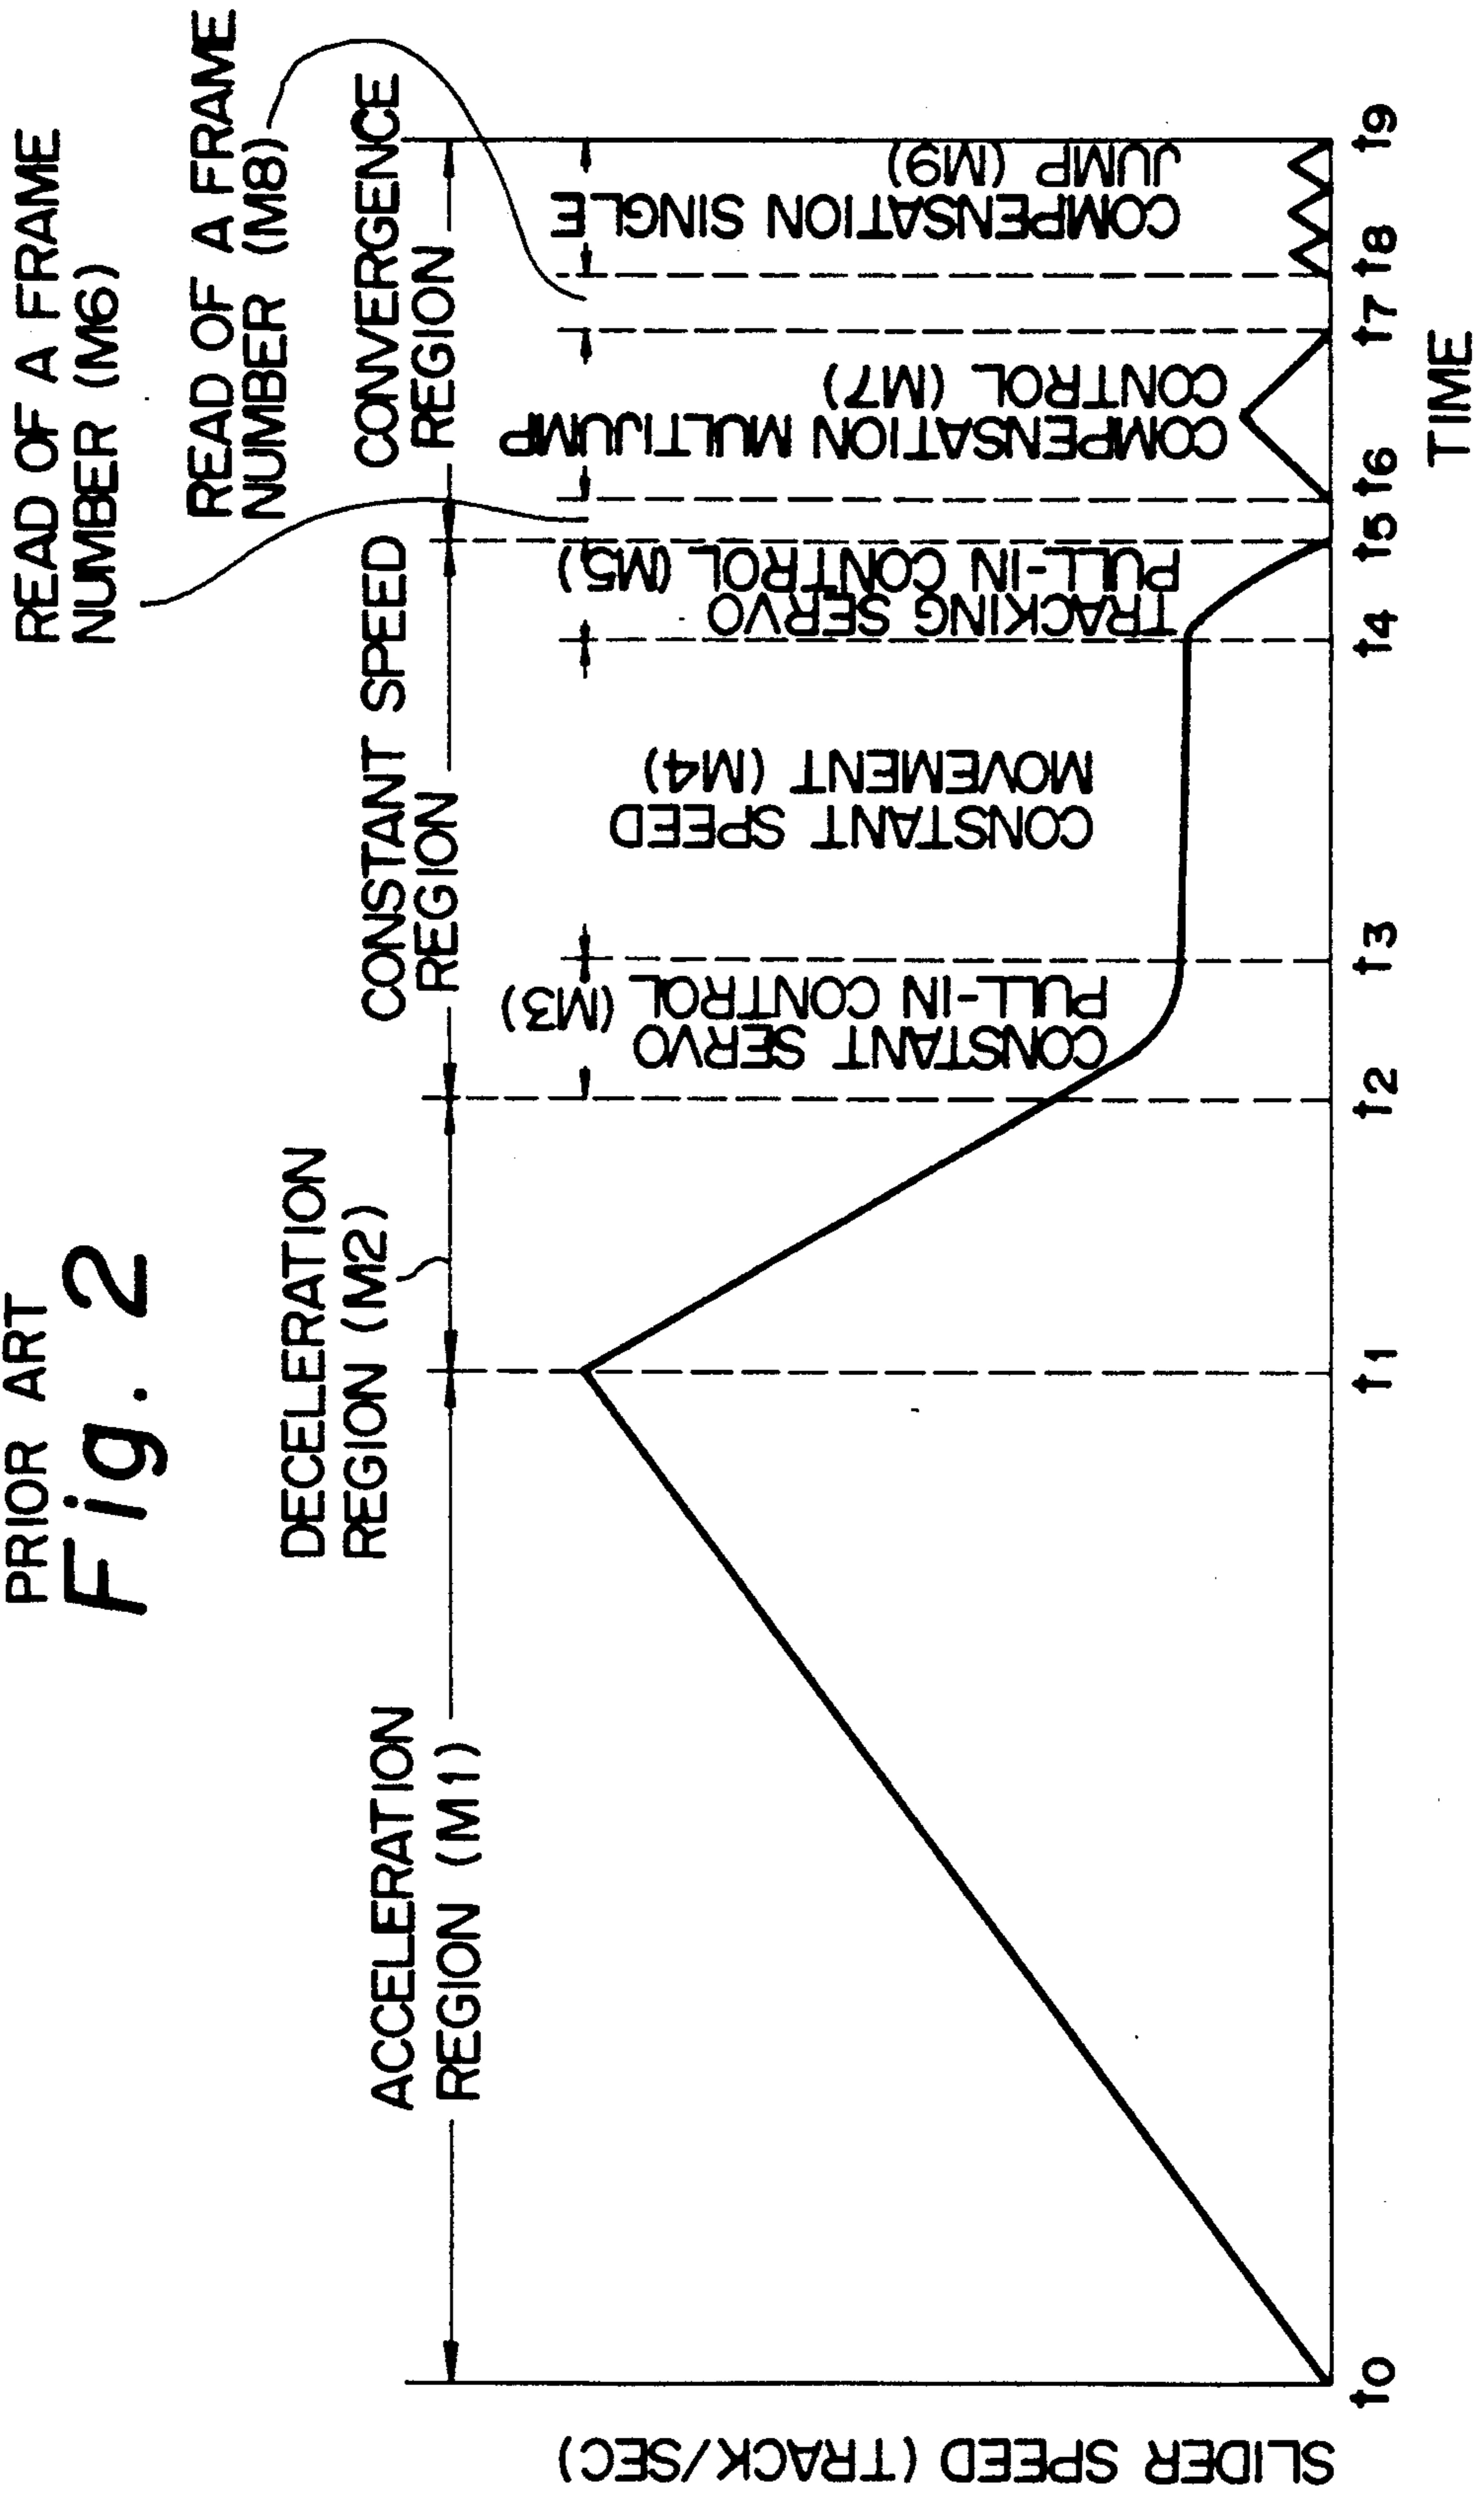 PRIOR ART
Fig. 2
READ OF A FRAME
NUMBER (M6)
READ OF A FRAME
NUMBER (M8)
DECELERATION
REGION (M2)
ACCELERATION
REGION (M1)
CONSTANT SPEED
REGION
CONVERGENCE
REGION
CONSTANT SERVO
PULL-IN CONTROL
(M3)
CONSTANT SPEED
MOVEMENT (M4)
TRACKING SERVO
PULL-IN CONTROL (M5)
COMPENSATION MULTIJUMP
CONTROL (M7)
COMPENSATION SINGLE
JUMP (M9)
SLIDER SPEED (TRACK/SEC)
t0
t1
t2
t3
t4
t5
t6
t7
t8
t9
TIME